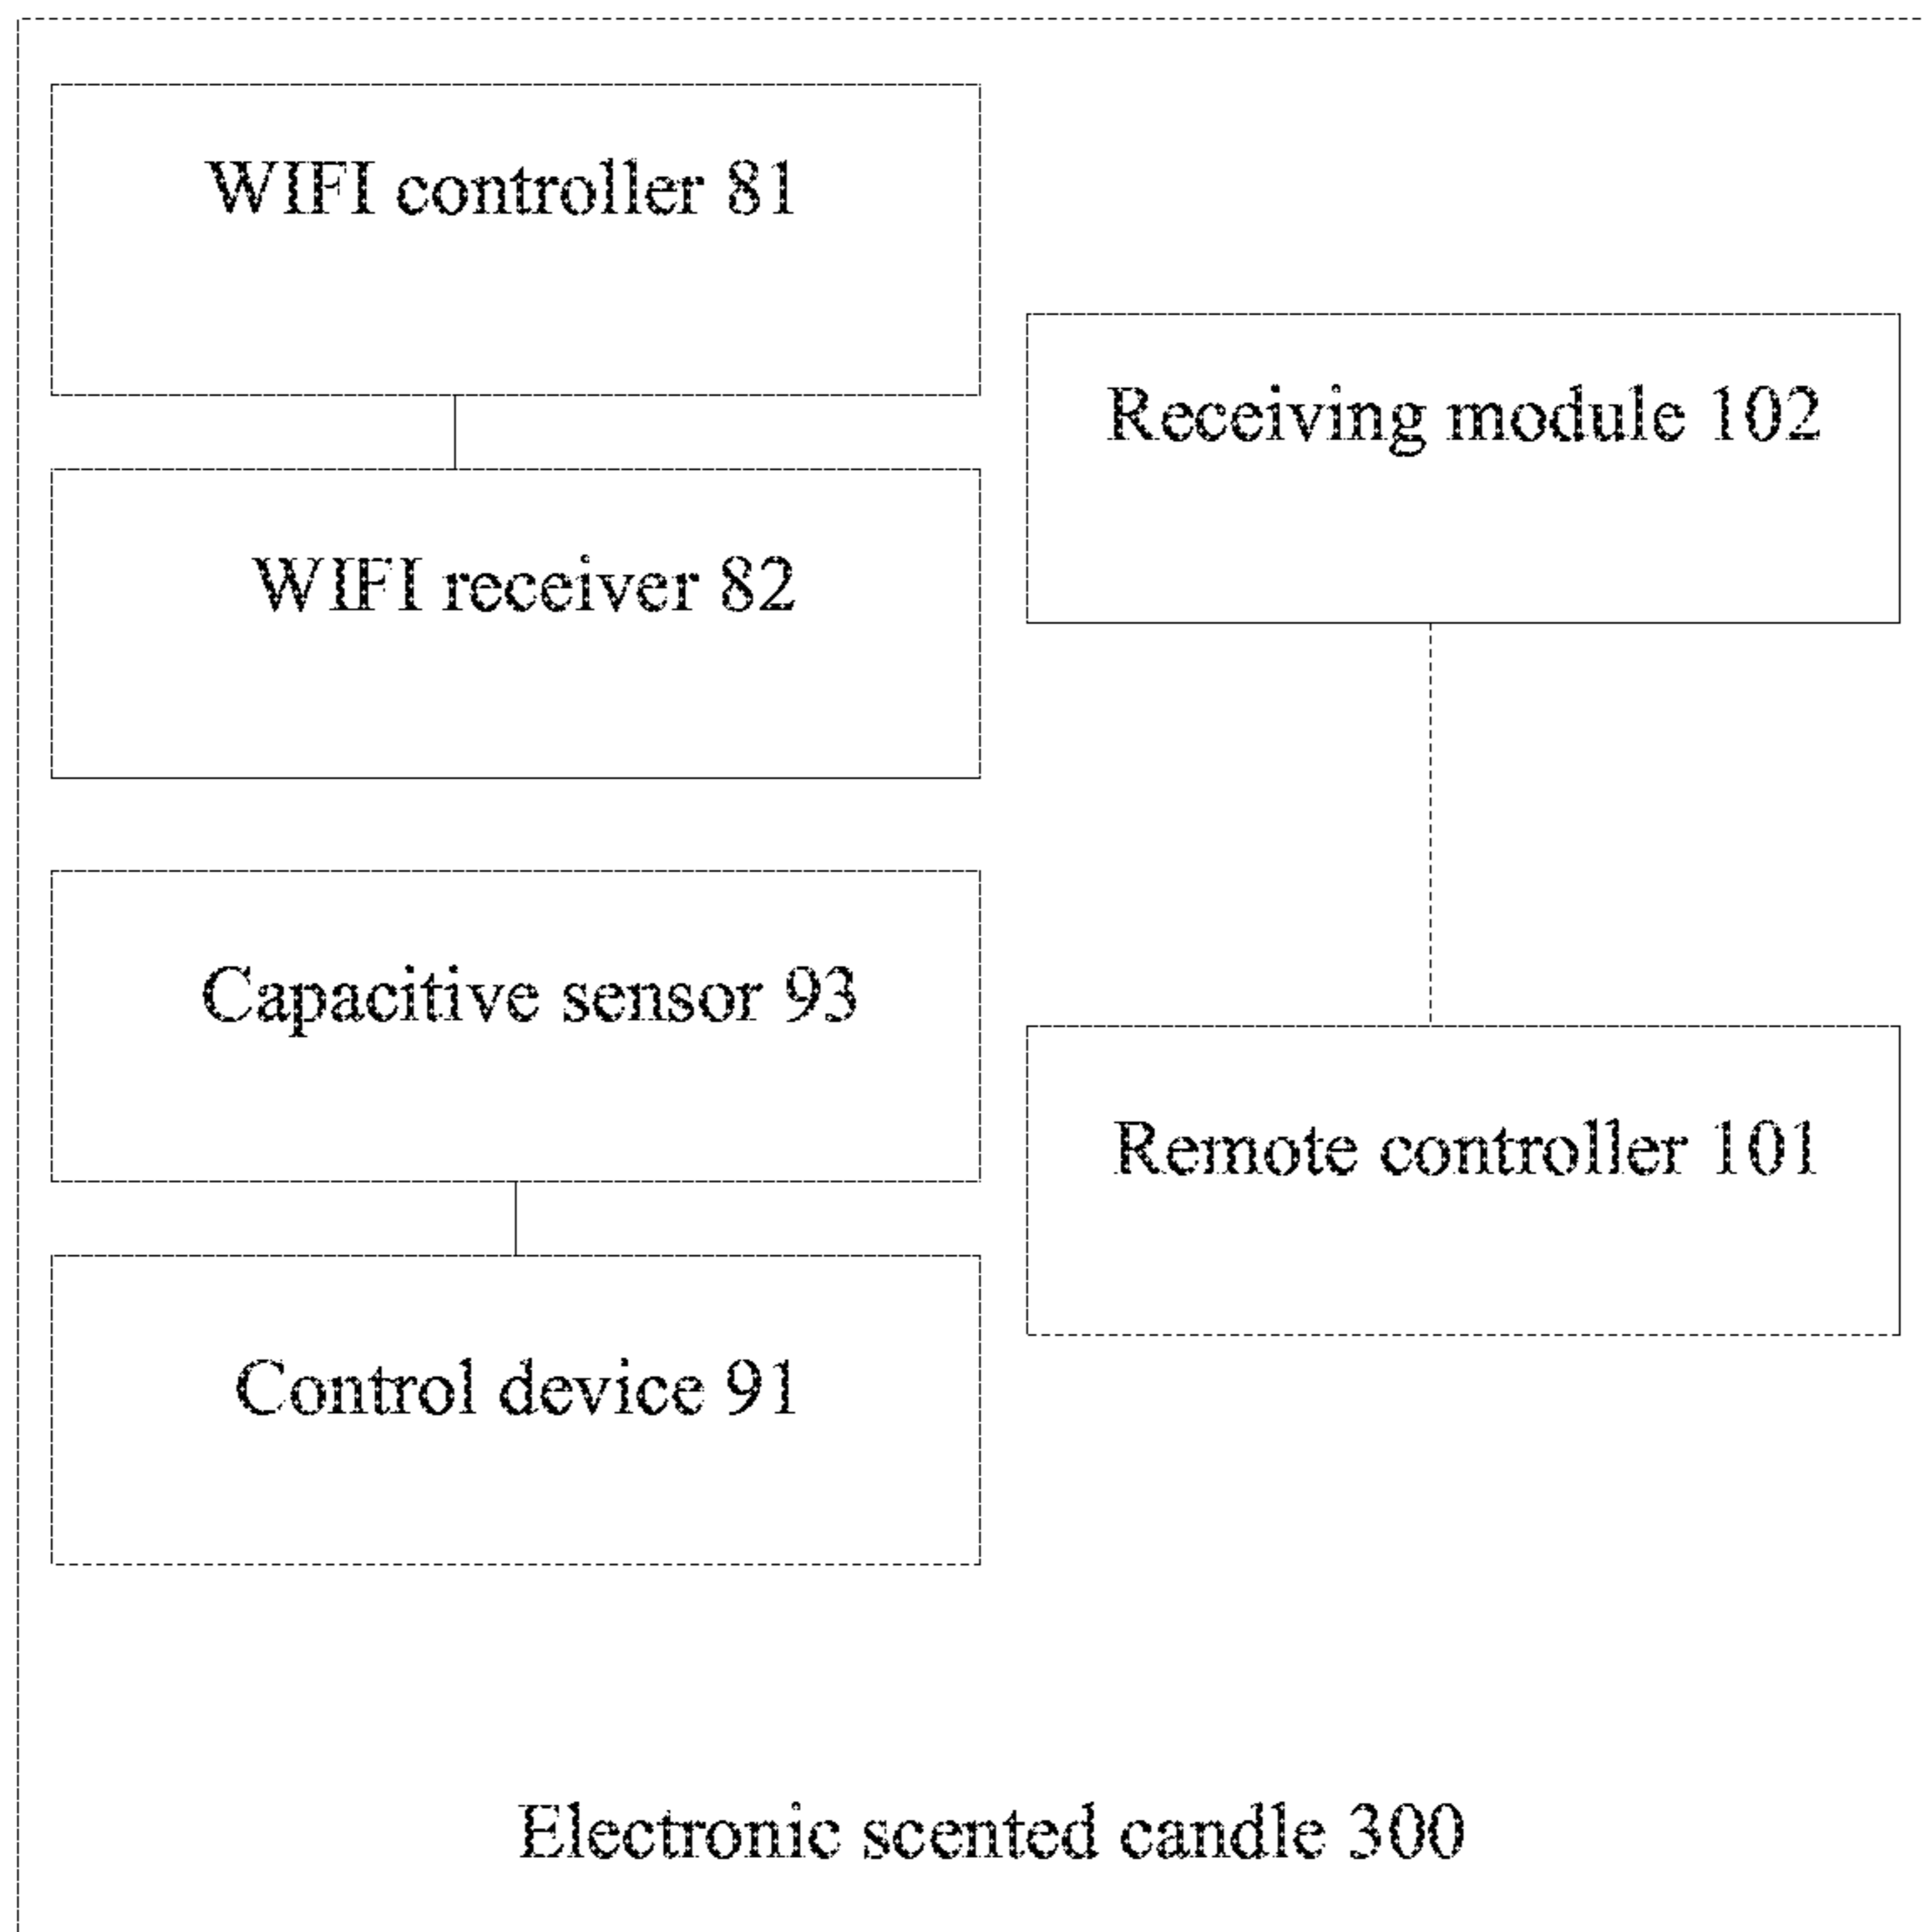 WIFI controller 81
WIFI receiver 82
Capacitive sensor 93
Control device 91
Receiving module 102
Remote controller 101
Electronic scented candle 300